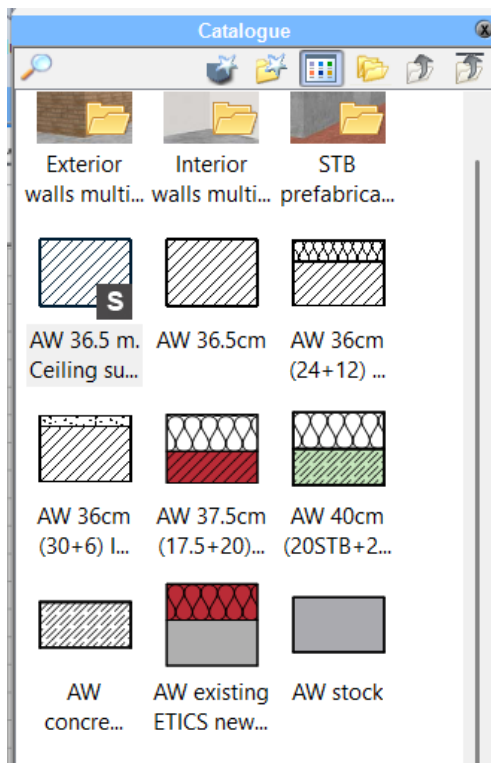 Catalogue
Exterior
walls multi...
Interior
walls multi...
STB
prefabrica...
S
AW 36.5 m.
Ceiling su...
AW 36.5cm
AW 36cm
(24+12) ...
AW 36cm
(30+6) I...
AW 37.5cm
(17.5+20)...
AW 40cm
(20STB+2...
AW
concre...
AW existing
ETICS new...
AW stock